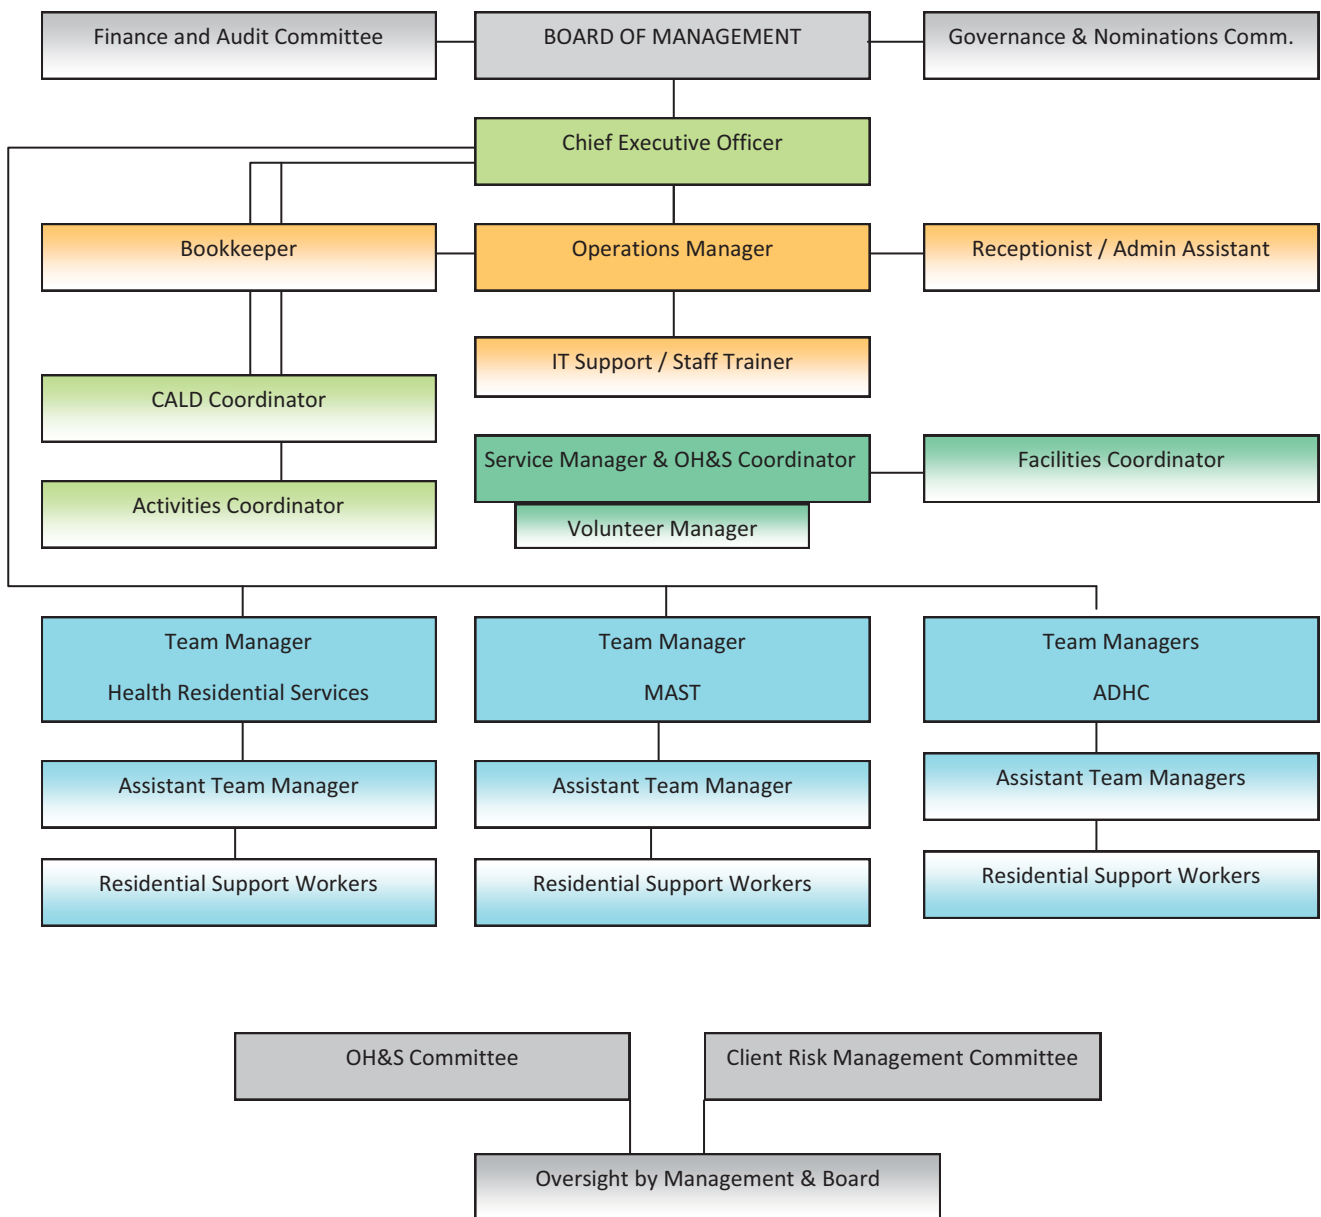 Finance and Audit Committee
BOARD OF MANAGEMENT
Governance & Nominations Comm.
Chief Executive Officer
Bookkeeper
Operations Manager
Receptionist / Admin Assistant
IT Support / Staff Trainer
CALD Coordinator
Service Manager & OH&S Coordinator
Facilities Coordinator
Activities Coordinator
Volunteer Manager
Team Manager
Health Residential Services
Team Manager
MAST
Team Managers
ADHC
Assistant Team Manager
Assistant Team Manager
Assistant Team Managers
Residential Support Workers
Residential Support Workers
Residential Support Workers
OH&S Committee
Client Risk Management Committee
Oversight by Management & Board